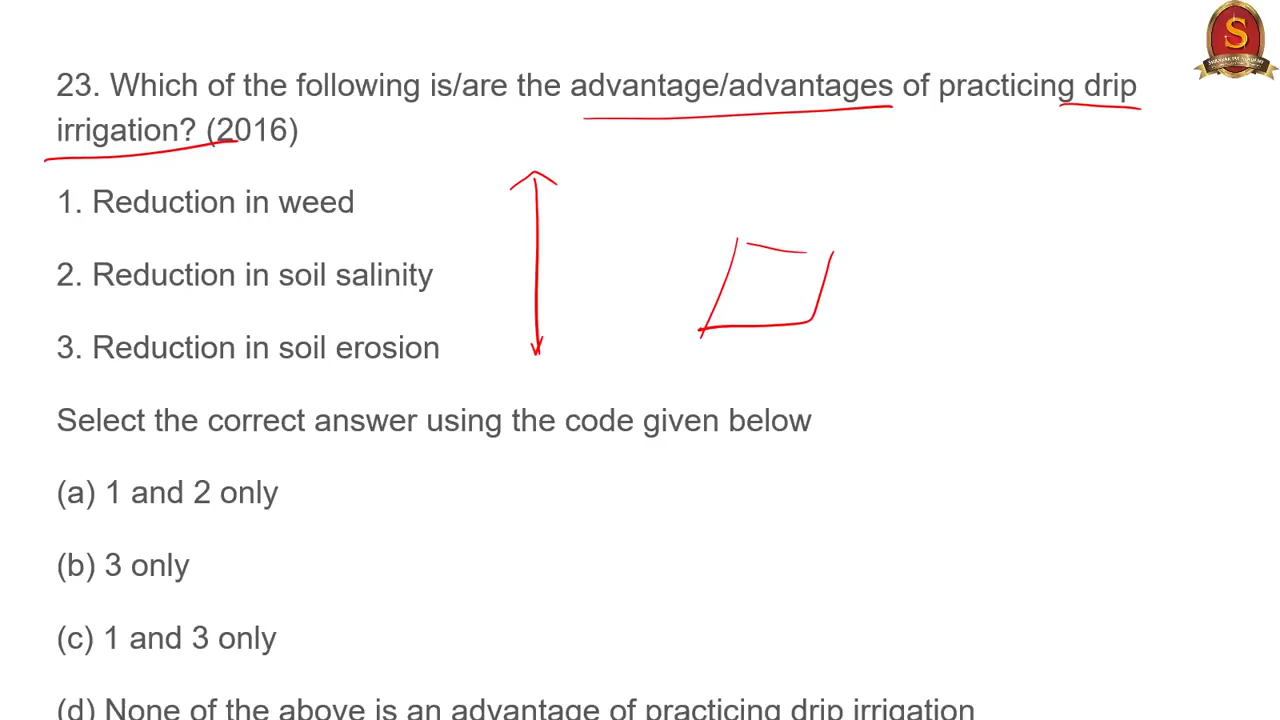 23. Which of the following is/are the advantage/advantages of practicing drip
irrigation? (2016)
1. Reduction in weed
2. Reduction in soil salinity
3. Reduction in soil erosion
Select the correct answer using the code given below
(a) 1 and 2 only
(b) 3 only
(c) 1 and 3 only
(d) None of the above is an advantage of practicing drip irrigation
S